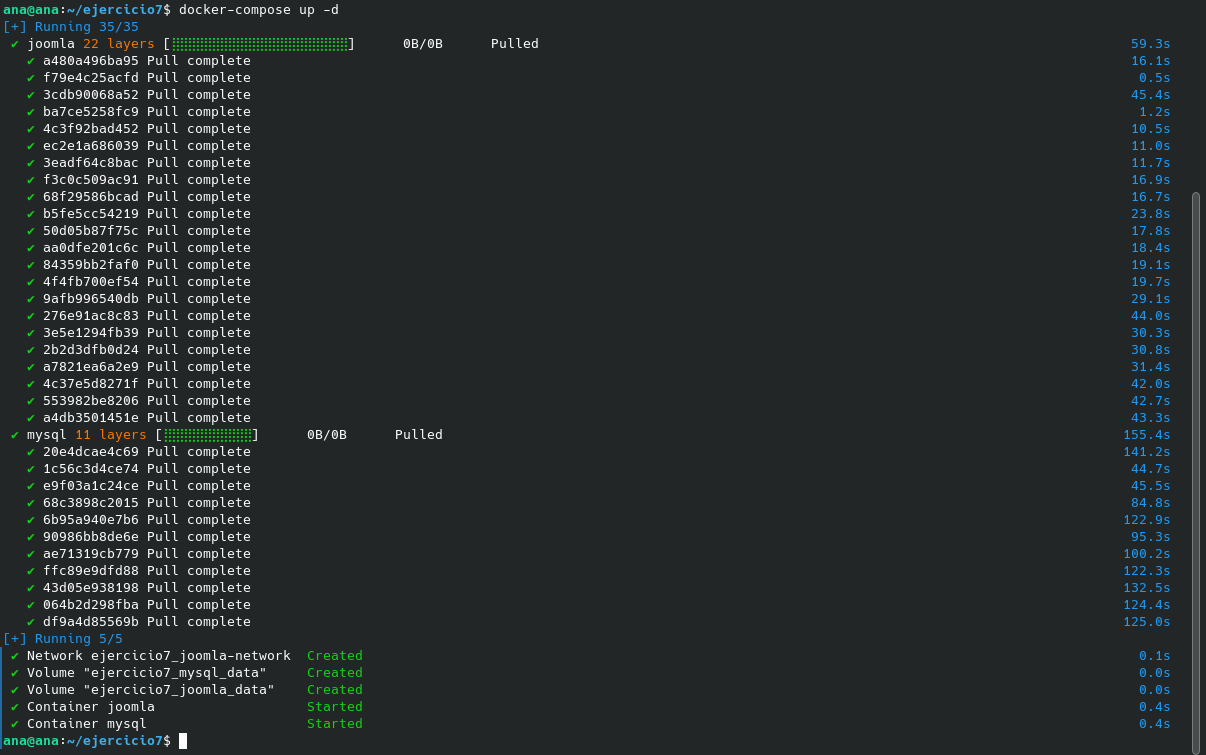 ana@ana:~/ejercicio7$ docker-compose up -d
[+] Running 35/35
✔ joomla 22 layers [⣿⣿⣿⣿⣿⣿⣿⣿⣿⣿⣿⣿⣿⣿⣿⣿⣿⣿⣿⣿⣿⣿] 0B/0B Pulled 59.3s
✔ a480a496ba95 Pull complete 16.1s
✔ f79e4c25acfd Pull complete 0.5s
✔ 3cdb90068a52 Pull complete 45.4s
✔ ba7ce5258fc9 Pull complete 1.2s
✔ 4c3f92bad452 Pull complete 10.5s
✔ ec2e1a686039 Pull complete 11.0s
✔ 3eadf64c8bac Pull complete 11.7s
✔ f3c0c509ac91 Pull complete 16.9s
✔ 68f29586bcad Pull complete 16.7s
✔ b5fe5cc54219 Pull complete 23.8s
✔ 50d05b87f75c Pull complete 17.8s
✔ aa0dfe201c6c Pull complete 18.4s
✔ 84359bb2faf0 Pull complete 19.1s
✔ 4f4fb700ef54 Pull complete 19.7s
✔ 9afb996540db Pull complete 29.1s
✔ 276e91ac8c83 Pull complete 44.0s
✔ 3e5e1294fb39 Pull complete 30.3s
✔ 2b2d3dfb0d24 Pull complete 30.8s
✔ a7821ea6a2e9 Pull complete 31.4s
✔ 4c37e5d8271f Pull complete 42.0s
✔ 553982be8206 Pull complete 42.7s
✔ a4db3501451e Pull complete 43.3s
✔ mysql 11 layers [⣿⣿⣿⣿⣿⣿⣿⣿⣿⣿⣿] 0B/0B Pulled 155.4s
✔ 20e4dcae4c69 Pull complete 141.2s
✔ 1c56c3d4ce74 Pull complete 44.7s
✔ e9f03a1c24ce Pull complete 45.5s
✔ 68c3898c2015 Pull complete 84.8s
✔ 6b95a940e7b6 Pull complete 122.9s
✔ 90986bb8de6e Pull complete 95.3s
✔ ae71319cb779 Pull complete 100.2s
✔ ffc89e9dfd88 Pull complete 122.3s
✔ 43d05e938198 Pull complete 132.5s
✔ 064b2d298fba Pull complete 124.4s
✔ df9a4d85569b Pull complete 125.0s
[+] Running 5/5
✔ Network ejercicio7_joomla-network Created 0.1s
✔ Volume "ejercicio7_mysql_data" Created 0.0s
✔ Volume "ejercicio7_joomla_data" Created 0.0s
✔ Container joomla Started 0.4s
✔ Container mysql Started 0.4s
ana@ana:~/ejercicio7$